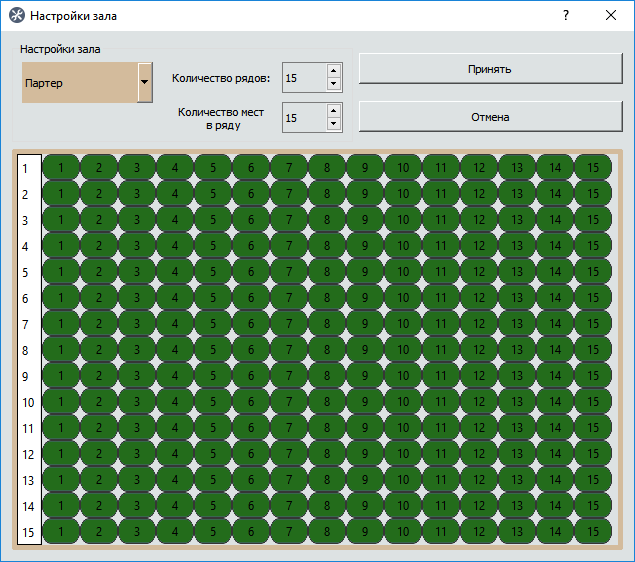 Настройки зала ?
Настройки зала
Партер
Количество рядов: 15
Принять
Количество мест
в ряду 15
Отмена
1 1 2 3 4 5 6 7 8 9 10 11 12 13 14 15
2 1 2 3 4 5 6 7 8 9 10 11 12 13 14 15
3 1 2 3 4 5 6 7 8 9 10 11 12 13 14 15
4 1 2 3 4 5 6 7 8 9 10 11 12 13 14 15
5 1 2 3 4 5 6 7 8 9 10 11 12 13 14 15
6 1 2 3 4 5 6 7 8 9 10 11 12 13 14 15
7 1 2 3 4 5 6 7 8 9 10 11 12 13 14 15
8 1 2 3 4 5 6 7 8 9 10 11 12 13 14 15
9 1 2 3 4 5 6 7 8 9 10 11 12 13 14 15
10 1 2 3 4 5 6 7 8 9 10 11 12 13 14 15
11 1 2 3 4 5 6 7 8 9 10 11 12 13 14 15
12 1 2 3 4 5 6 7 8 9 10 11 12 13 14 15
13 1 2 3 4 5 6 7 8 9 10 11 12 13 14 15
14 1 2 3 4 5 6 7 8 9 10 11 12 13 14 15
15 1 2 3 4 5 6 7 8 9 10 11 12 13 14 15